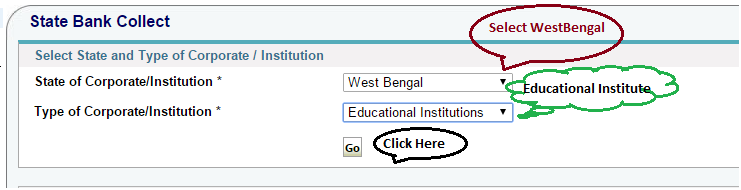 State Bank Collect
Select WestBengal
Select State and Type of Corporate / Institution
State of Corporate/Institution * West Bengal
Educational Institute
Type of Corporate/Institution * Educational Institutions
Go Click Here